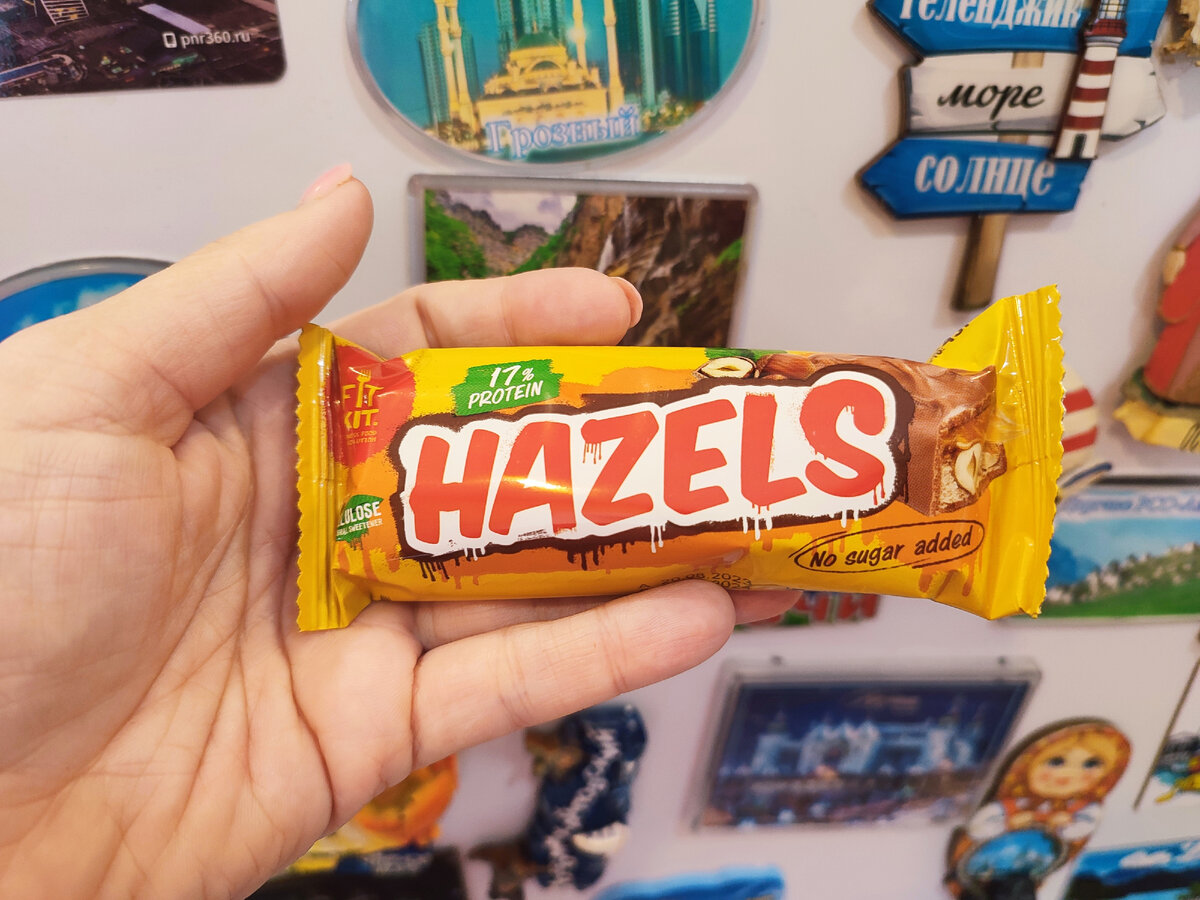 pnr360.ru
Грозный
Геленджик
море
солнце
FIT
KIT
17%
PROTEIN
HAZELS
No sugar added